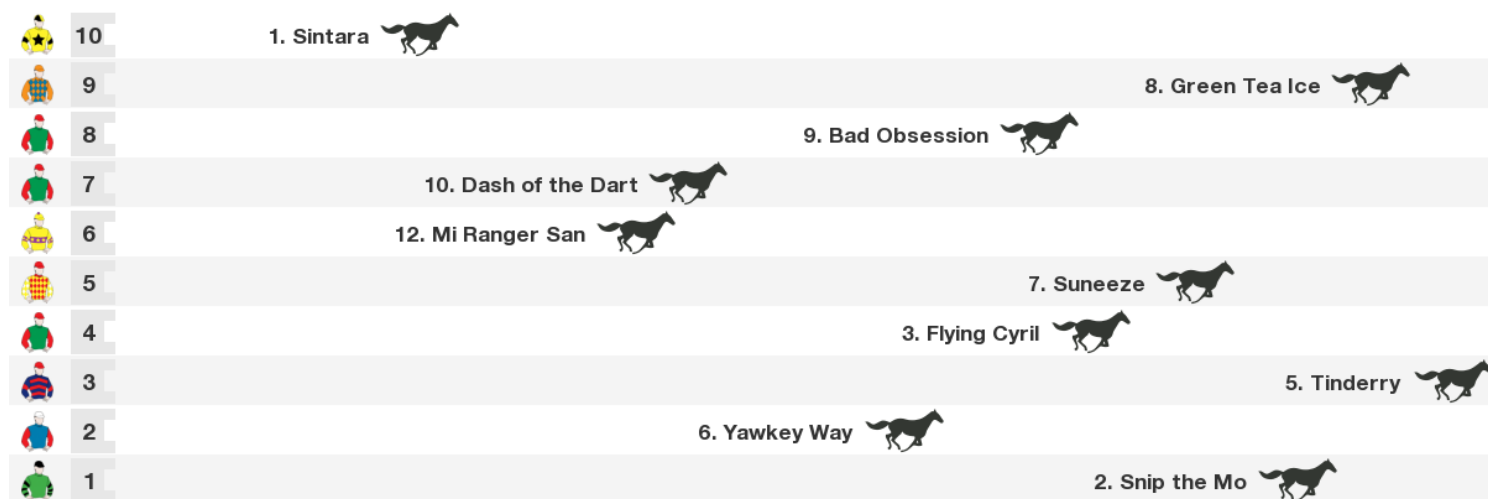 10 1. Sintara
9 8. Green Tea Ice
8 9. Bad Obsession
7 10. Dash of the Dart
6 12. Mi Ranger San
5 7. Suneeze
4 3. Flying Cyril
3 5. Tinderry
2 6. Yawkey Way
1 2. Snip the Mo